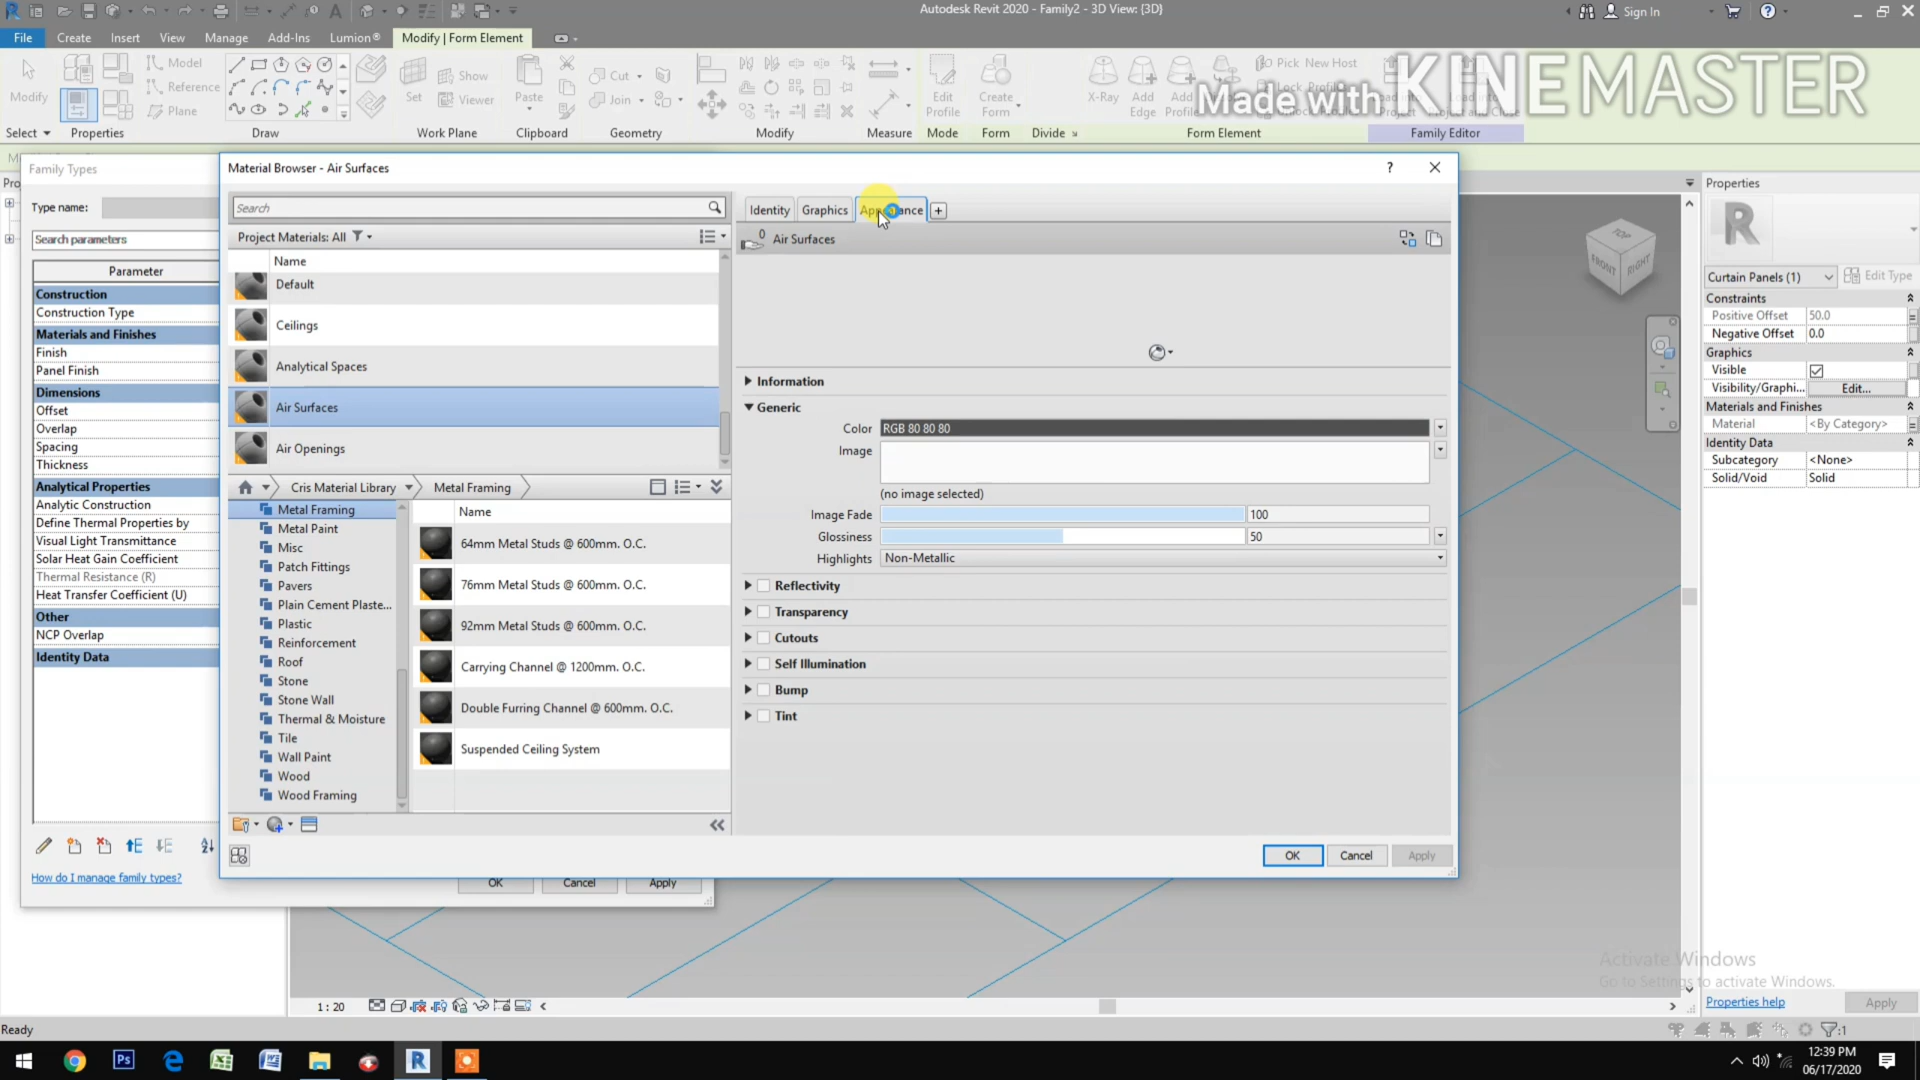 Autodesk Revit 2020 - Family2 - 3D View: {3D}
Sign In
File Create Insert View Manage Add-Ins Lumion® Modify | Form Element
Modify
Model
Reference
Plane
Set
Show
Viewer
Paste
Cut
Join
Edit Profile
Create Form
X-Ray
Add Edge
Add
Pick New Host
Made with KINEMASTER
Select Properties Draw Work Plane Clipboard Geometry Modify Measure Mode Form Divide Form Element Family Editor
Family Types
Type name:
Search parameters
Parameter
Construction
Construction Type
Materials and Finishes
Finish
Panel Finish
Dimensions
Offset
Overlap
Spacing
Thickness
Analytical Properties
Analytic Construction
Define Thermal Properties by
Visual Light Transmittance
Solar Heat Gain Coefficient
Thermal Resistance (R)
Heat Transfer Coefficient (U)
Other
NCP Overlap
Identity Data
How do I manage family types?
OK Cancel Apply
Material Browser - Air Surfaces
Search
Project Materials: All
Name
Default
Ceilings
Analytical Spaces
Air Surfaces
Air Openings
Cris Material Library Metal Framing
Metal Framing
Metal Paint
Misc
Patch Fittings
Pavers
Plain Cement Plaste...
Plastic
Reinforcement
Roof
Stone
Stone Wall
Thermal & Moisture
Tile
Wall Paint
Wood
Wood Framing
Name
64mm Metal Studs @ 600mm. O.C.
76mm Metal Studs @ 600mm. O.C.
92mm Metal Studs @ 600mm. O.C.
Carrying Channel @ 1200mm. O.C.
Double Furring Channel @ 600mm. O.C.
Suspended Ceiling System
Identity Graphics Appearance
0 Air Surfaces
Information
Generic
Color RGB 80 80 80
Image
(no image selected)
Image Fade 100
Glossiness 50
Highlights Non-Metallic
Reflectivity
Transparency
Cutouts
Self Illumination
Bump
Tint
OK Cancel Apply
TOP
FRONT
RIGHT
Properties
Curtain Panels (1) Edit Type
Constraints
Positive Offset 50.0
Negative Offset 0.0
Graphics
Visible
Visibility/Graphi... Edit...
Materials and Finishes
Material <By Category>
Identity Data
Subcategory <None>
Solid/Void Solid
Activate Windows
Go to Settings to activate Windows.
Properties help Apply
1 : 20
Ready
:1
12:39 PM
06/17/2020